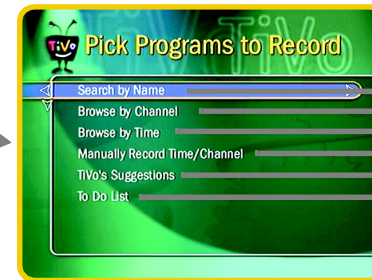 TiVo
Pick Programs to Record
Search by Name
Browse by Channel
Browse by Time
Manually Record Time/Channel
TiVo's Suggestions
To Do List